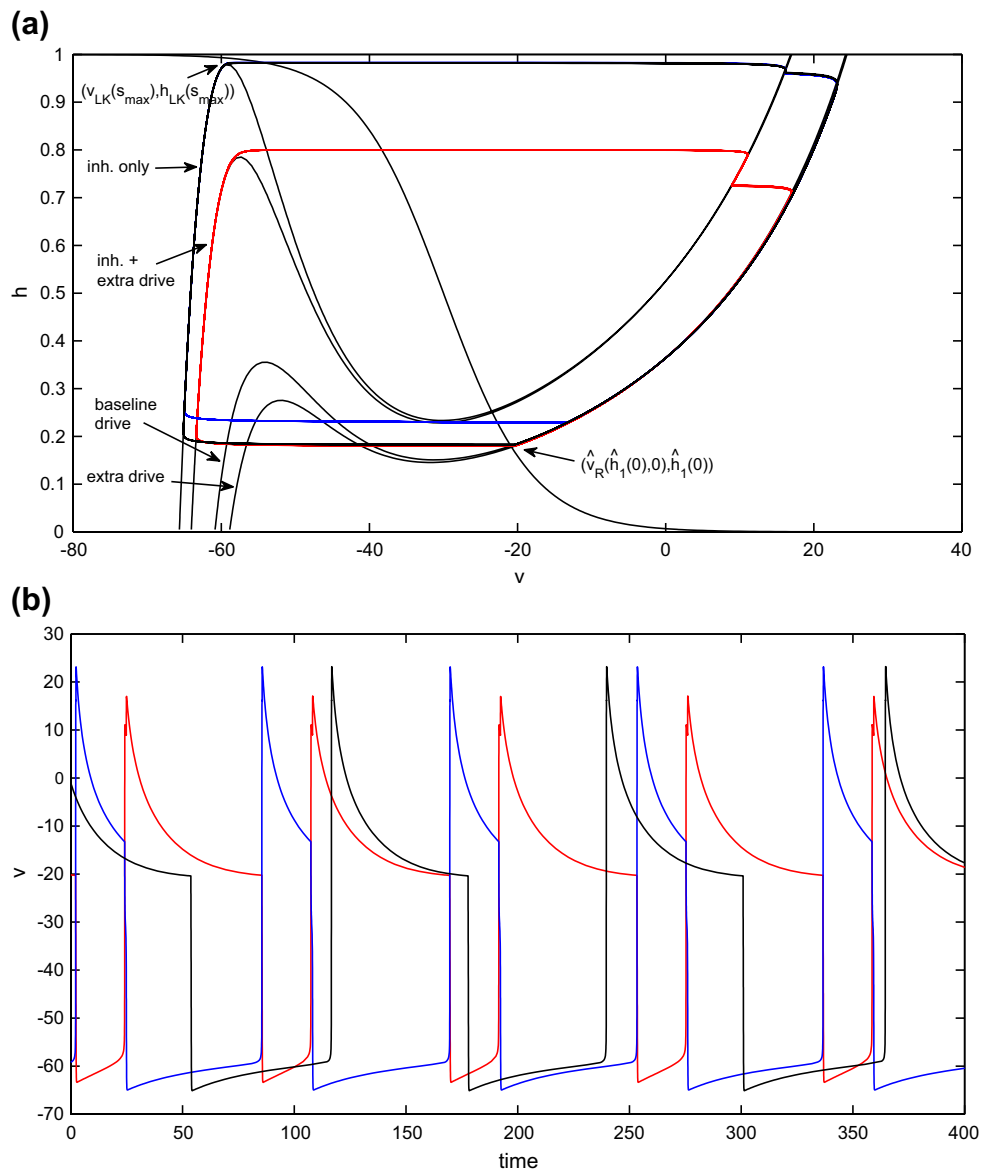 (a)
1
0.9
0.8
0.7
0.6
0.5
0.4
0.3
0.2
0.1
0
h
(v_LK(s_max),h_LK(s_max))
inh. only
inh. +
extra drive
baseline
drive
extra drive
(v̂_R(ĥ_1(0),0),ĥ_1(0))
-80 -60 -40 -20 0 20 40
v
(b)
30
20
10
0
-10
-20
-30
-40
-50
-60
-70
v
0 50 100 150 200 250 300 350 400
time